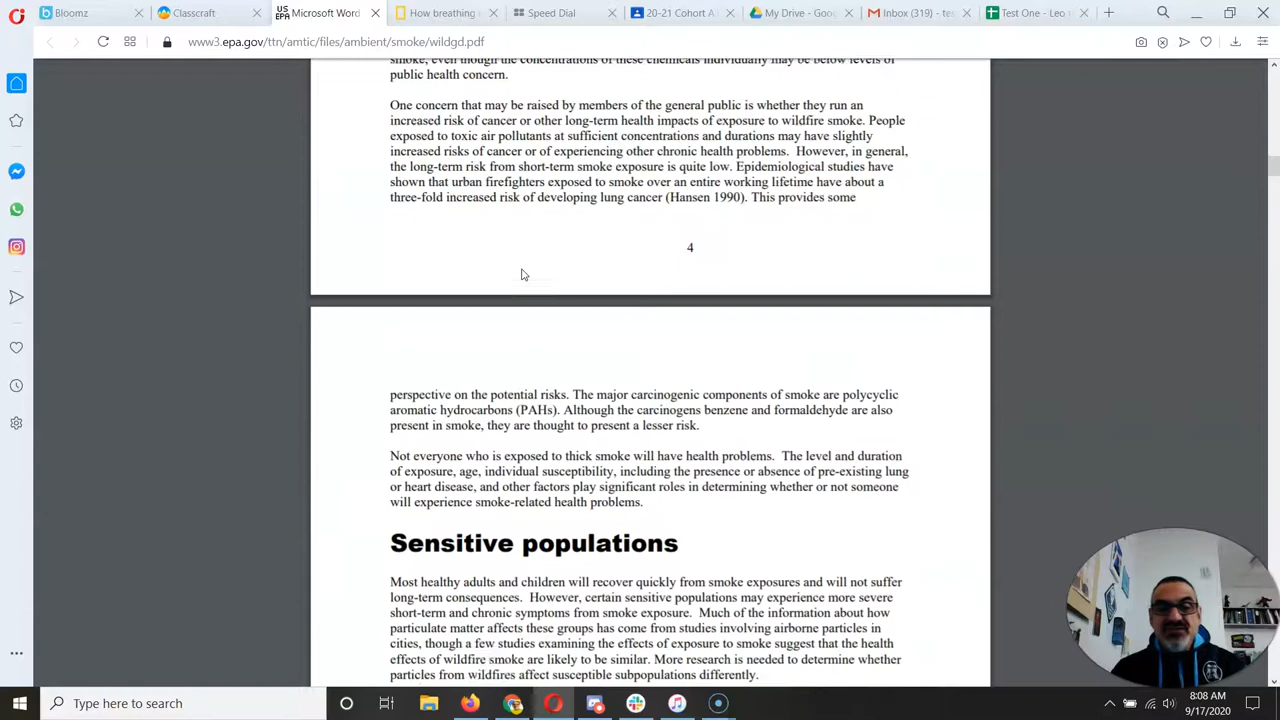 Bloomz
Classcraft
US EPA Microsoft Word
How breathing
Speed Dial
20-21 Cohort A
My Drive - Goog
Inbox (319) - tes
Test One - Leo
www3.epa.gov/ttn/amtic/files/ambient/smoke/wildgd.pdf
smoke, even though the concentrations of these chemicals individually may be below levels of
public health concern.
One concern that may be raised by members of the general public is whether they run an
increased risk of cancer or other long-term health impacts of exposure to wildfire smoke. People
exposed to toxic air pollutants at sufficient concentrations and durations may have slightly
increased risks of cancer or of experiencing other chronic health problems. However, in general,
the long-term risk from short-term smoke exposure is quite low. Epidemiological studies have
shown that urban firefighters exposed to smoke over an entire working lifetime have about a
three-fold increased risk of developing lung cancer (Hansen 1990). This provides some
4
perspective on the potential risks. The major carcinogenic components of smoke are polycyclic
aromatic hydrocarbons (PAHs). Although the carcinogens benzene and formaldehyde are also
present in smoke, they are thought to present a lesser risk.
Not everyone who is exposed to thick smoke will have health problems. The level and duration
of exposure, age, individual susceptibility, including the presence or absence of pre-existing lung
or heart disease, and other factors play significant roles in determining whether or not someone
will experience smoke-related health problems.
Sensitive populations
Most healthy adults and children will recover quickly from smoke exposures and will not suffer
long-term consequences. However, certain sensitive populations may experience more severe
short-term and chronic symptoms from smoke exposure. Much of the information about how
particulate matter affects these groups has come from studies involving airborne particles in
cities, though a few studies examining the effects of exposure to smoke suggest that the health
effects of wildfire smoke are likely to be similar. More research is needed to determine whether
particles from wildfires affect susceptible subpopulations differently.
Type here to search
8:08 AM
9/17/2020